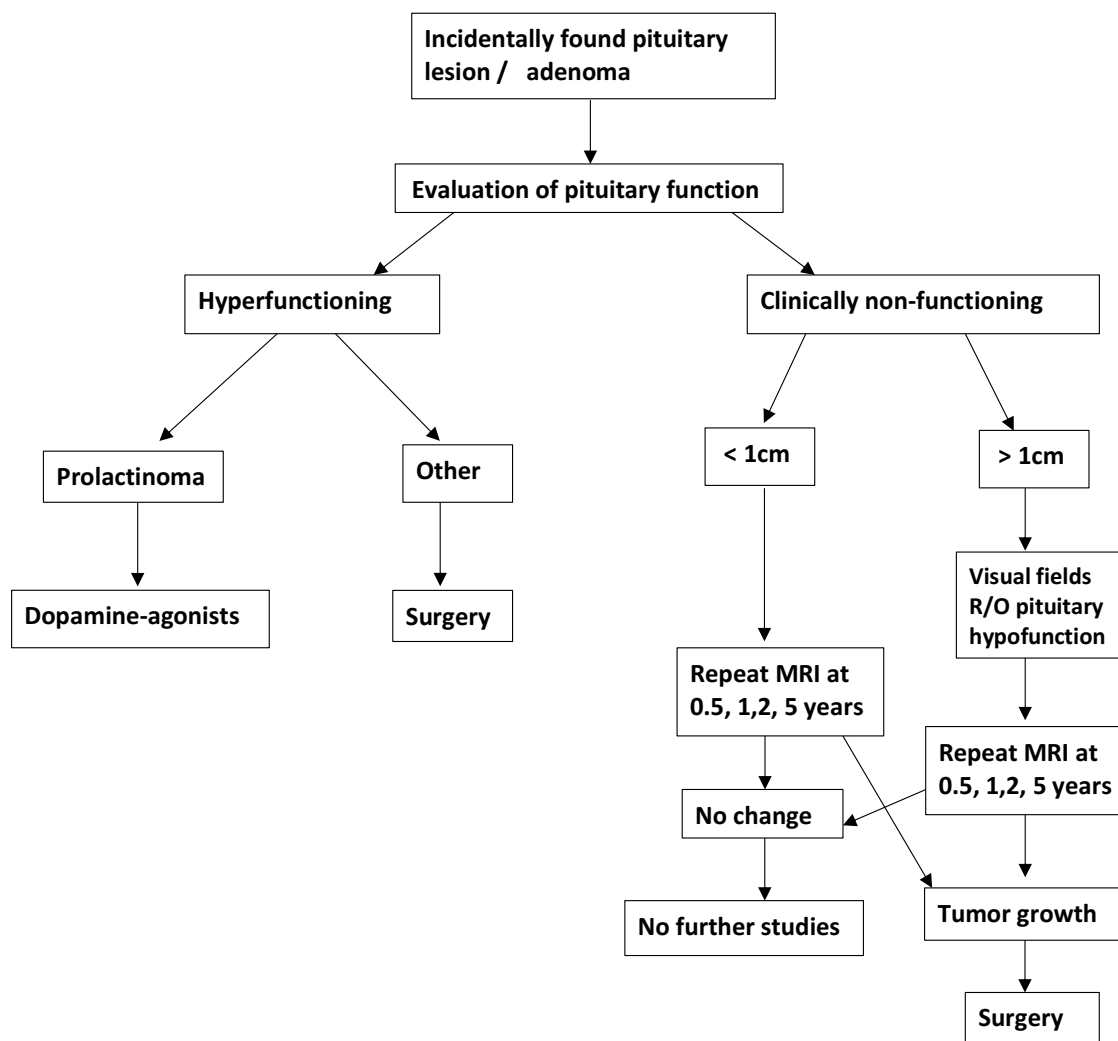 Incidentally found pituitary
lesion / adenoma
Evaluation of pituitary function
Hyperfunctioning
Clinically non-functioning
< 1cm
> 1cm
Prolactinoma
Other
Visual fields
R/O pituitary
hypofunction
Dopamine-agonists
Surgery
Repeat MRI at
0.5, 1,2, 5 years
Repeat MRI at
0.5, 1,2, 5 years
No change
No further studies
Tumor growth
Surgery